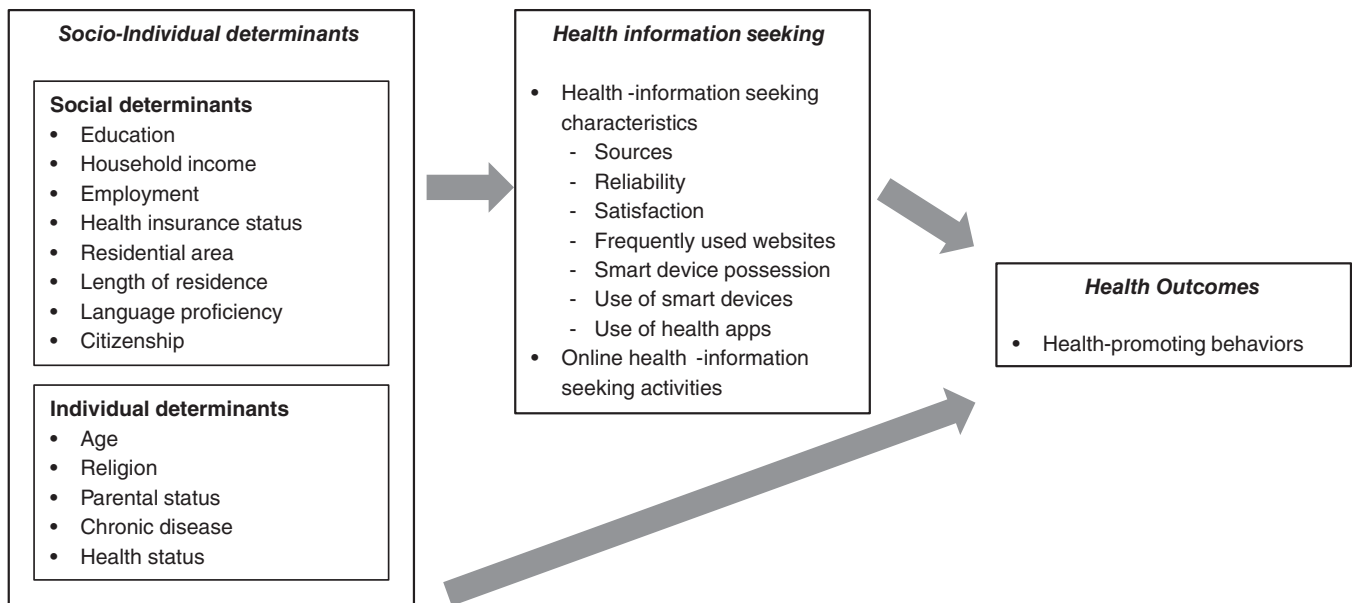 Socio-Individual determinants
Social determinants
• Education
• Household income
• Employment
• Health insurance status
• Residential area
• Length of residence
• Language proficiency
• Citizenship
Individual determinants
• Age
• Religion
• Parental status
• Chronic disease
• Health status
Health information seeking
• Health -information seeking
characteristics
- Sources
- Reliability
- Satisfaction
- Frequently used websites
- Smart device possession
- Use of smart devices
- Use of health apps
• Online health -information
seeking activities
Health Outcomes
• Health-promoting behaviors